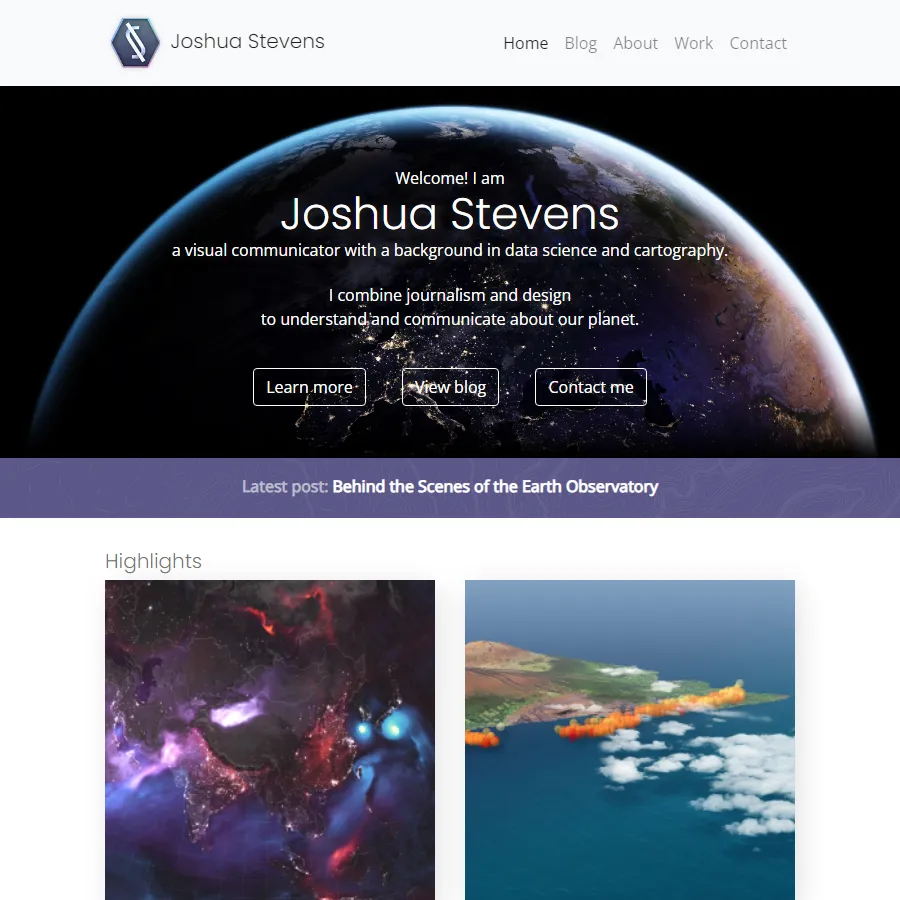 Joshua Stevens
Home Blog About Work Contact
Welcome! I am
Joshua Stevens
a visual communicator with a background in data science and cartography.
I combine journalism and design
to understand and communicate about our planet.
Learn more View blog Contact me
Latest post: Behind the Scenes of the Earth Observatory
Highlights